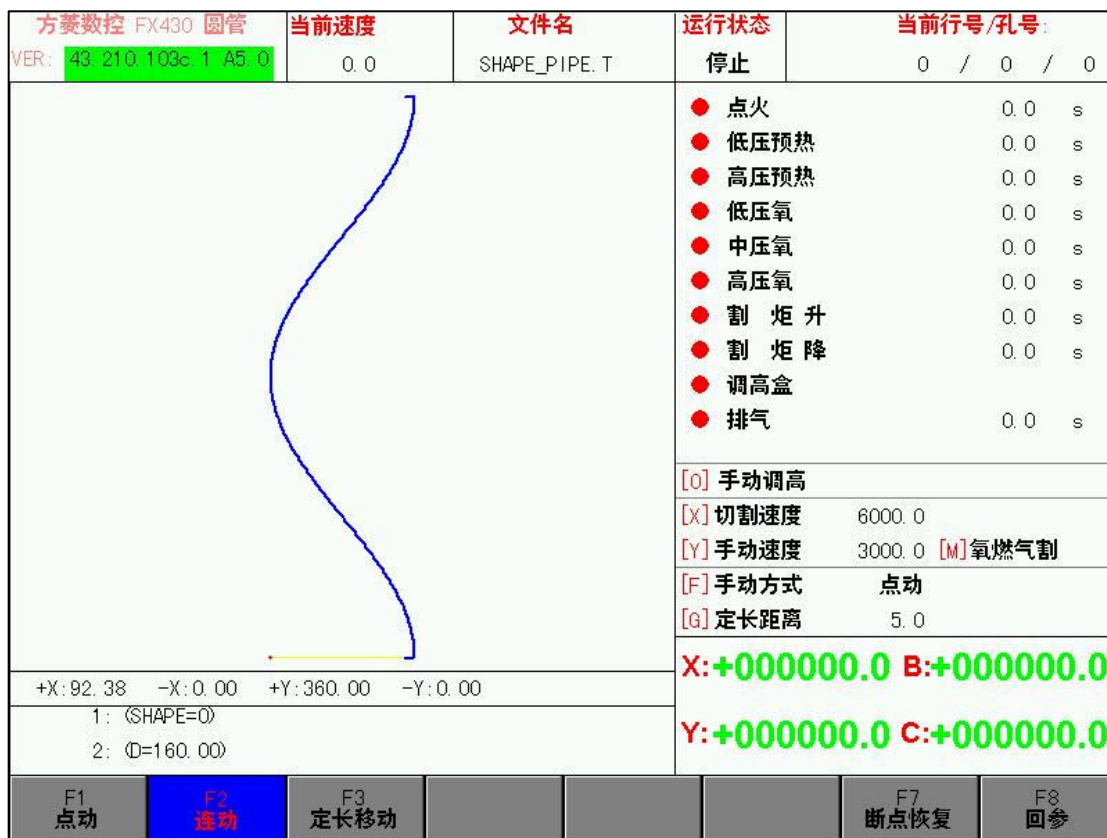 方菱数控 FX430 圆管 当前速度 文件名 运行状态 当前行号/孔号:
VER: 43.210.103c.1 A5.0 0.0 SHAPE_PIPE.T 停止 0 / 0 / 0
点火 0.0 s
低压预热 0.0 s
高压预热 0.0 s
低压氧 0.0 s
中压氧 0.0 s
高压氧 0.0 s
割 炬 升 0.0 s
割 炬 降 0.0 s
调高盒
排气 0.0 s
[O] 手动调高
[X] 切割速度 6000.0
[Y] 手动速度 3000.0 [M]氧燃气割
[F] 手动方式 点动
[G] 定长距离 5.0
X:+000000.0 B:+000000.0
Y:+000000.0 C:+000000.0
+X:92.38 -X:0.00 +Y:360.00 -Y:0.00
1: (SHAPE=0)
2: (D=160.00)
F1 F2 F3 F7 F8
点动 连动 定长移动 断点恢复 回参